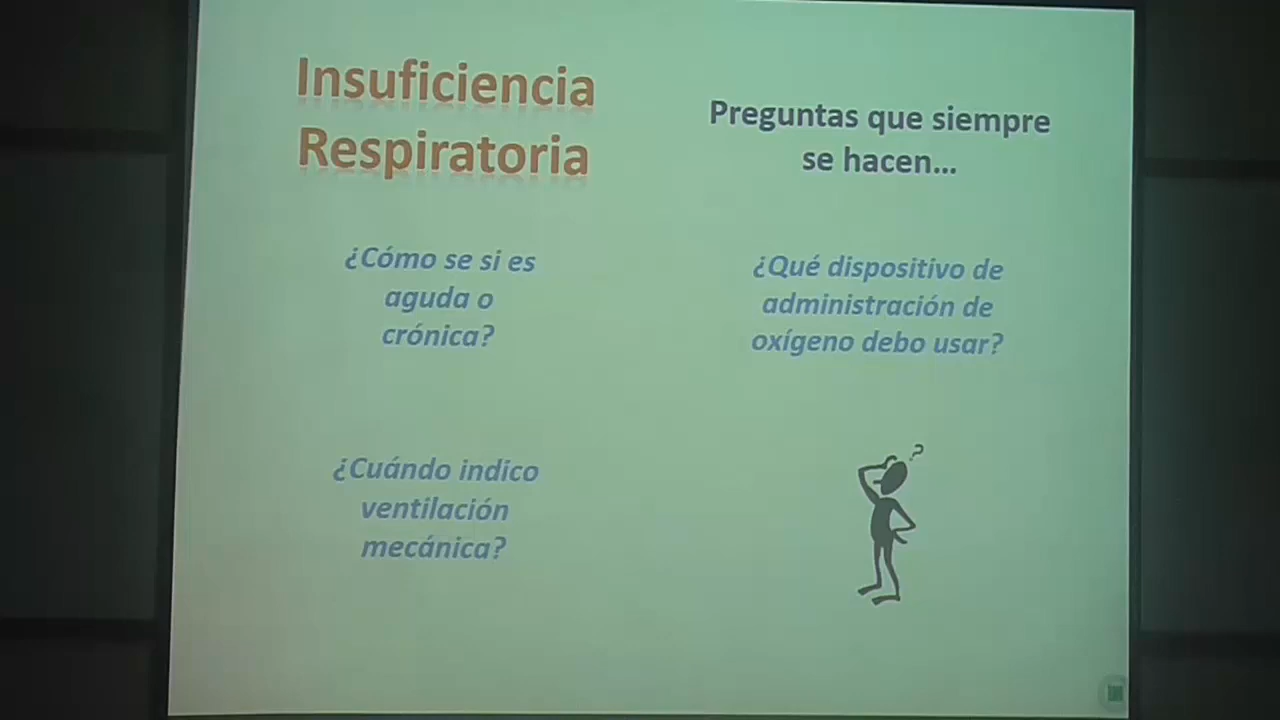 Insuficiencia
Respiratoria
Preguntas que siempre
se hacen...
¿Cómo se si es
aguda o
crónica?
¿Qué dispositivo de
administración de
oxígeno debo usar?
¿Cuándo indico
ventilación
mecánica?
?